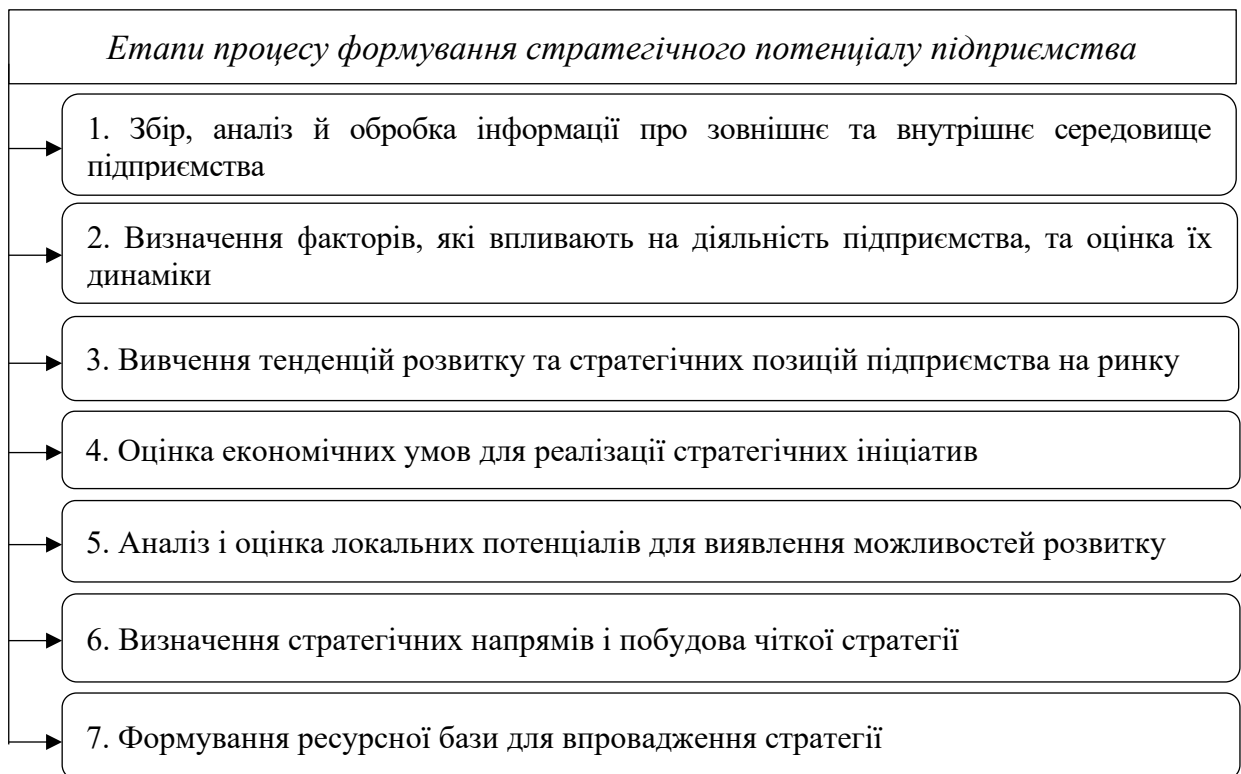 Етапи процесу формування стратегічного потенціалу підприємства
1. Збір, аналіз й обробка інформації про зовнішнє та внутрішнє середовище
підприємства
2. Визначення факторів, які впливають на діяльність підприємства, та оцінка їх
динаміки
3. Вивчення тенденцій розвитку та стратегічних позицій підприємства на ринку
4. Оцінка економічних умов для реалізації стратегічних ініціатив
5. Аналіз і оцінка локальних потенціалів для виявлення можливостей розвитку
6. Визначення стратегічних напрямів і побудова чіткої стратегії
7. Формування ресурсної бази для впровадження стратегії